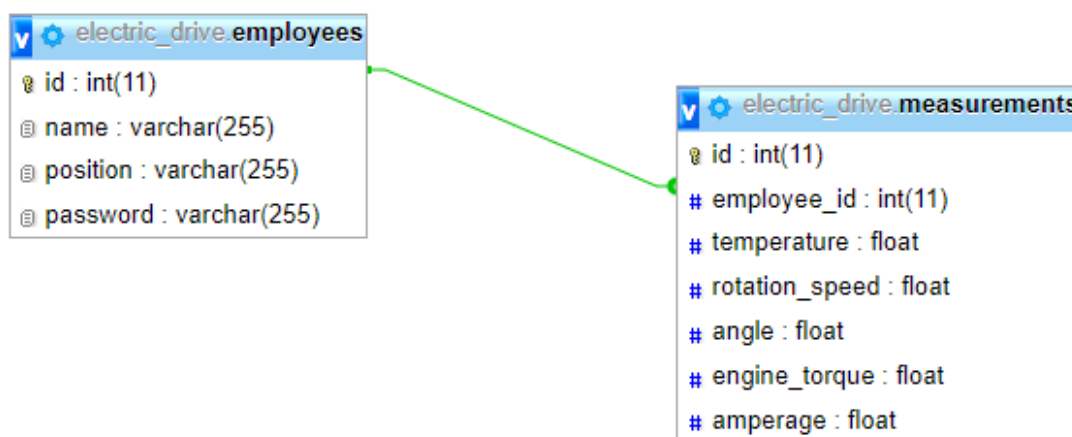 electric_drive.employees
id : int(11)
name : varchar(255)
position : varchar(255)
password : varchar(255)
electric_drive.measurements
id : int(11)
employee_id : int(11)
temperature : float
rotation_speed : float
angle : float
engine_torque : float
amperage : float